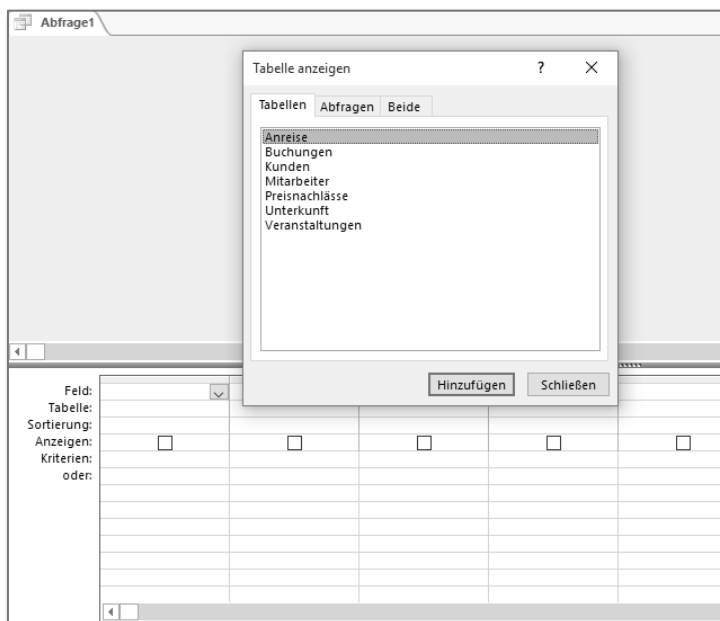 Abfrage1
Tabelle anzeigen ? ×
Tabellen Abfragen Beide
Anreise
Buchungen
Kunden
Mitarbeiter
Preisnachlässe
Unterkunft
Veranstaltungen
Hinzufügen Schließen
Feld:
Tabelle:
Sortierung:
Anzeigen:
Kriterien:
oder: